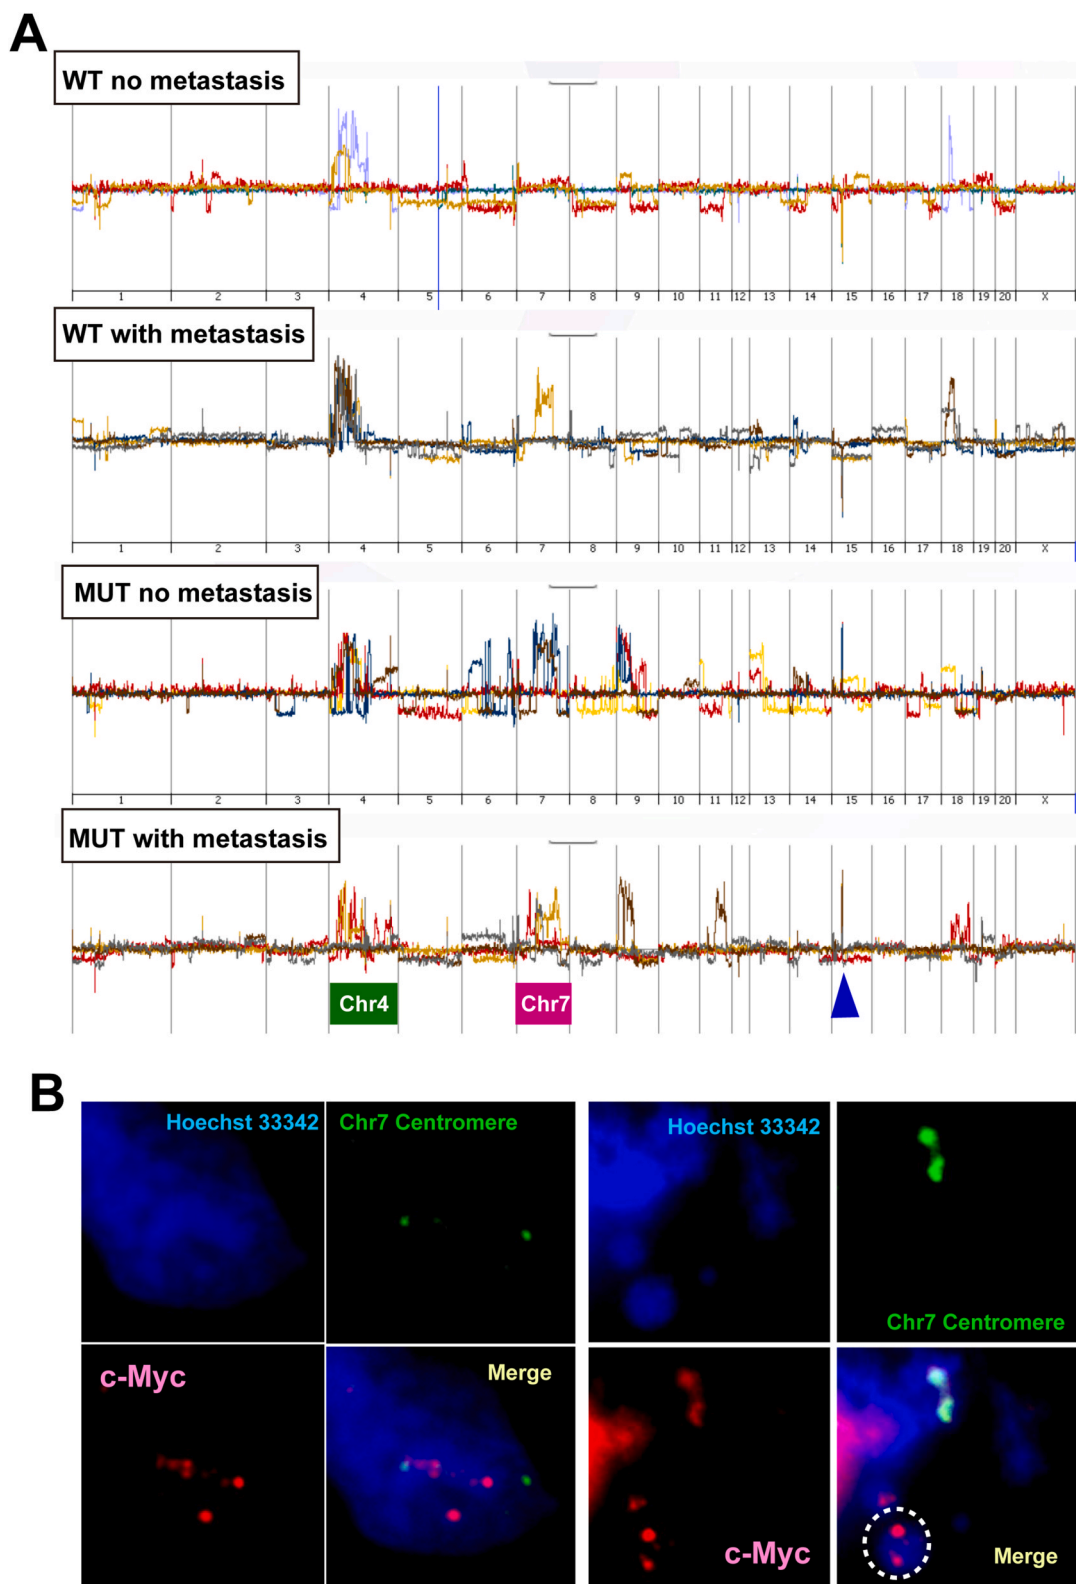 A
WT no metastasis
1 2 3 4 5 6 7 8 9 10 11 12 13 14 15 16 17 18 19 20 X
WT with metastasis
1 2 3 4 5 6 7 8 9 10 11 12 13 14 15 16 17 18 19 20 X
MUT no metastasis
1 2 3 4 5 6 7 8 9 10 11 12 13 14 15 16 17 18 19 20 X
MUT with metastasis
Chr4 Chr7
B
Hoechst 33342 Chr7 Centromere Hoechst 33342
Chr7 Centromere
c-Myc Merge
c-Myc Merge